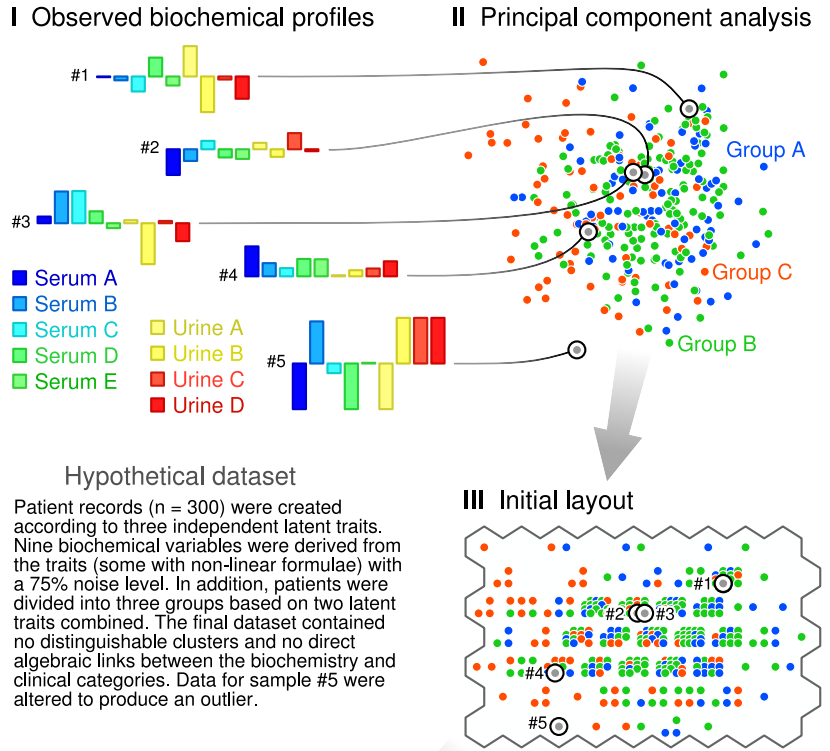 I Observed biochemical profiles
II Principal component analysis
#1
#2
#3
#4
#5
Serum A
Serum B
Serum C
Serum D
Serum E
Urine A
Urine B
Urine C
Urine D
Group A
Group C
Group B
Hypothetical dataset
Patient records (n = 300) were created
according to three independent latent traits.
Nine biochemical variables were derived from
the traits (some with non-linear formulae) with
a 75% noise level. In addition, patients were
divided into three groups based on two latent
traits combined. The final dataset contained
no distinguishable clusters and no direct
algebraic links between the biochemistry and
clinical categories. Data for sample #5 were
altered to produce an outlier.
III Initial layout
#1
#2 #3
#4
#5